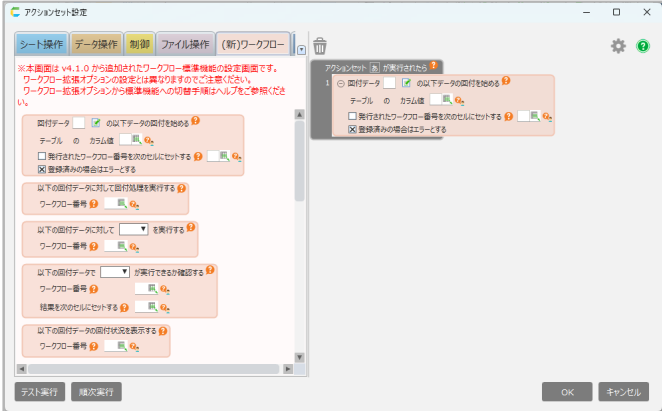 アクションセット設定
シート操作 データ操作 制御 ファイル操作 (新)ワークフロー
※本画面は v4.1.0 から追加されたワークフロー標準機能の設定画面です。
ワークフロー拡張オプションの設定とは異なりますのでご注意ください。
ワークフロー拡張オプションから標準機能への切替手順はヘルプをご参照くださ
い。
回付データ の以下データの回付を始める ?
テーブル の カラム値 ?
発行されたワークフロー番号を次のセルにセットする ? ?
登録済みの場合はエラーとする
以下の回付データに対して回付処理を実行する ?
ワークフロー番号 ? ?
以下の回付データに対して を実行する ?
ワークフロー番号 ? ?
以下の回付データで が実行できるか確認する ?
ワークフロー番号 ? ?
結果を次のセルにセットする ? ?
以下の回付データの回付状況を表示する ?
ワークフロー番号 ? ?
アクションセット あ が実行されたら ?
1 回付データ の以下データの回付を始める ?
テーブル の カラム値 ?
発行されたワークフロー番号を次のセルにセットする ? ?
登録済みの場合はエラーとする
テスト実行 順次実行 OK キャンセル